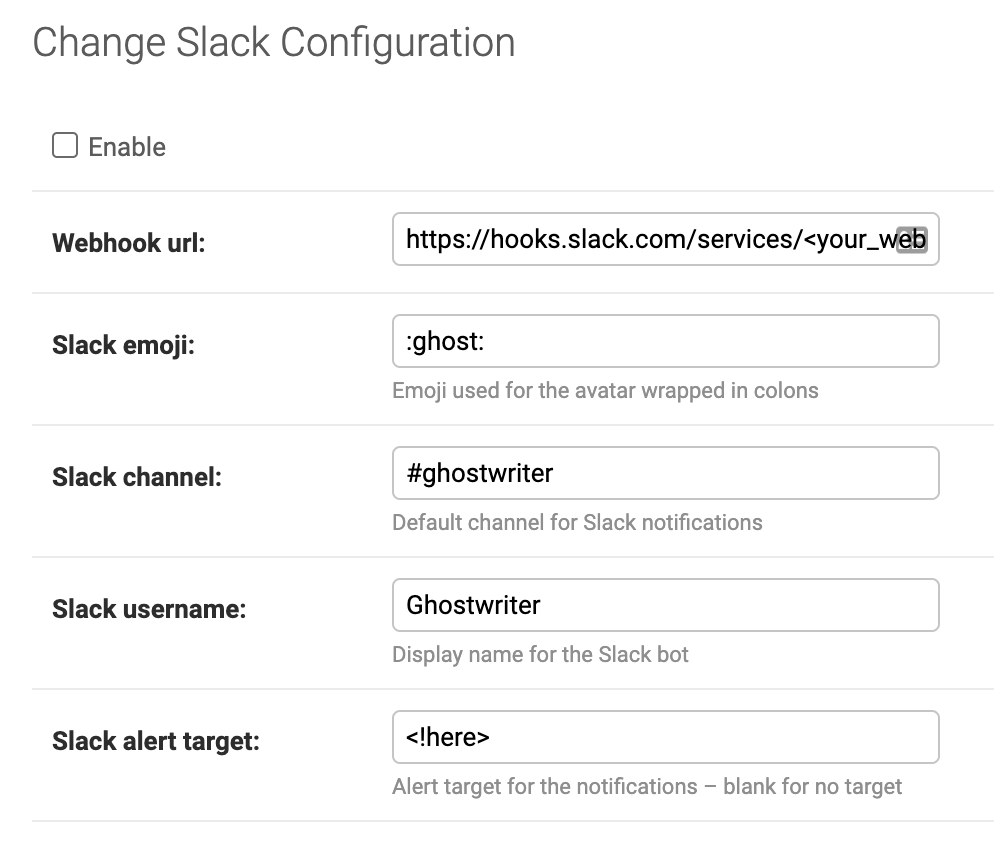 Change Slack Configuration
Enable
Webhook url:
https://hooks.slack.com/services/<your_web
Slack emoji:
:ghost:
Emoji used for the avatar wrapped in colons
Slack channel:
#ghostwriter
Default channel for Slack notifications
Slack username:
Ghostwriter
Display name for the Slack bot
Slack alert target:
<!here>
Alert target for the notifications – blank for no target